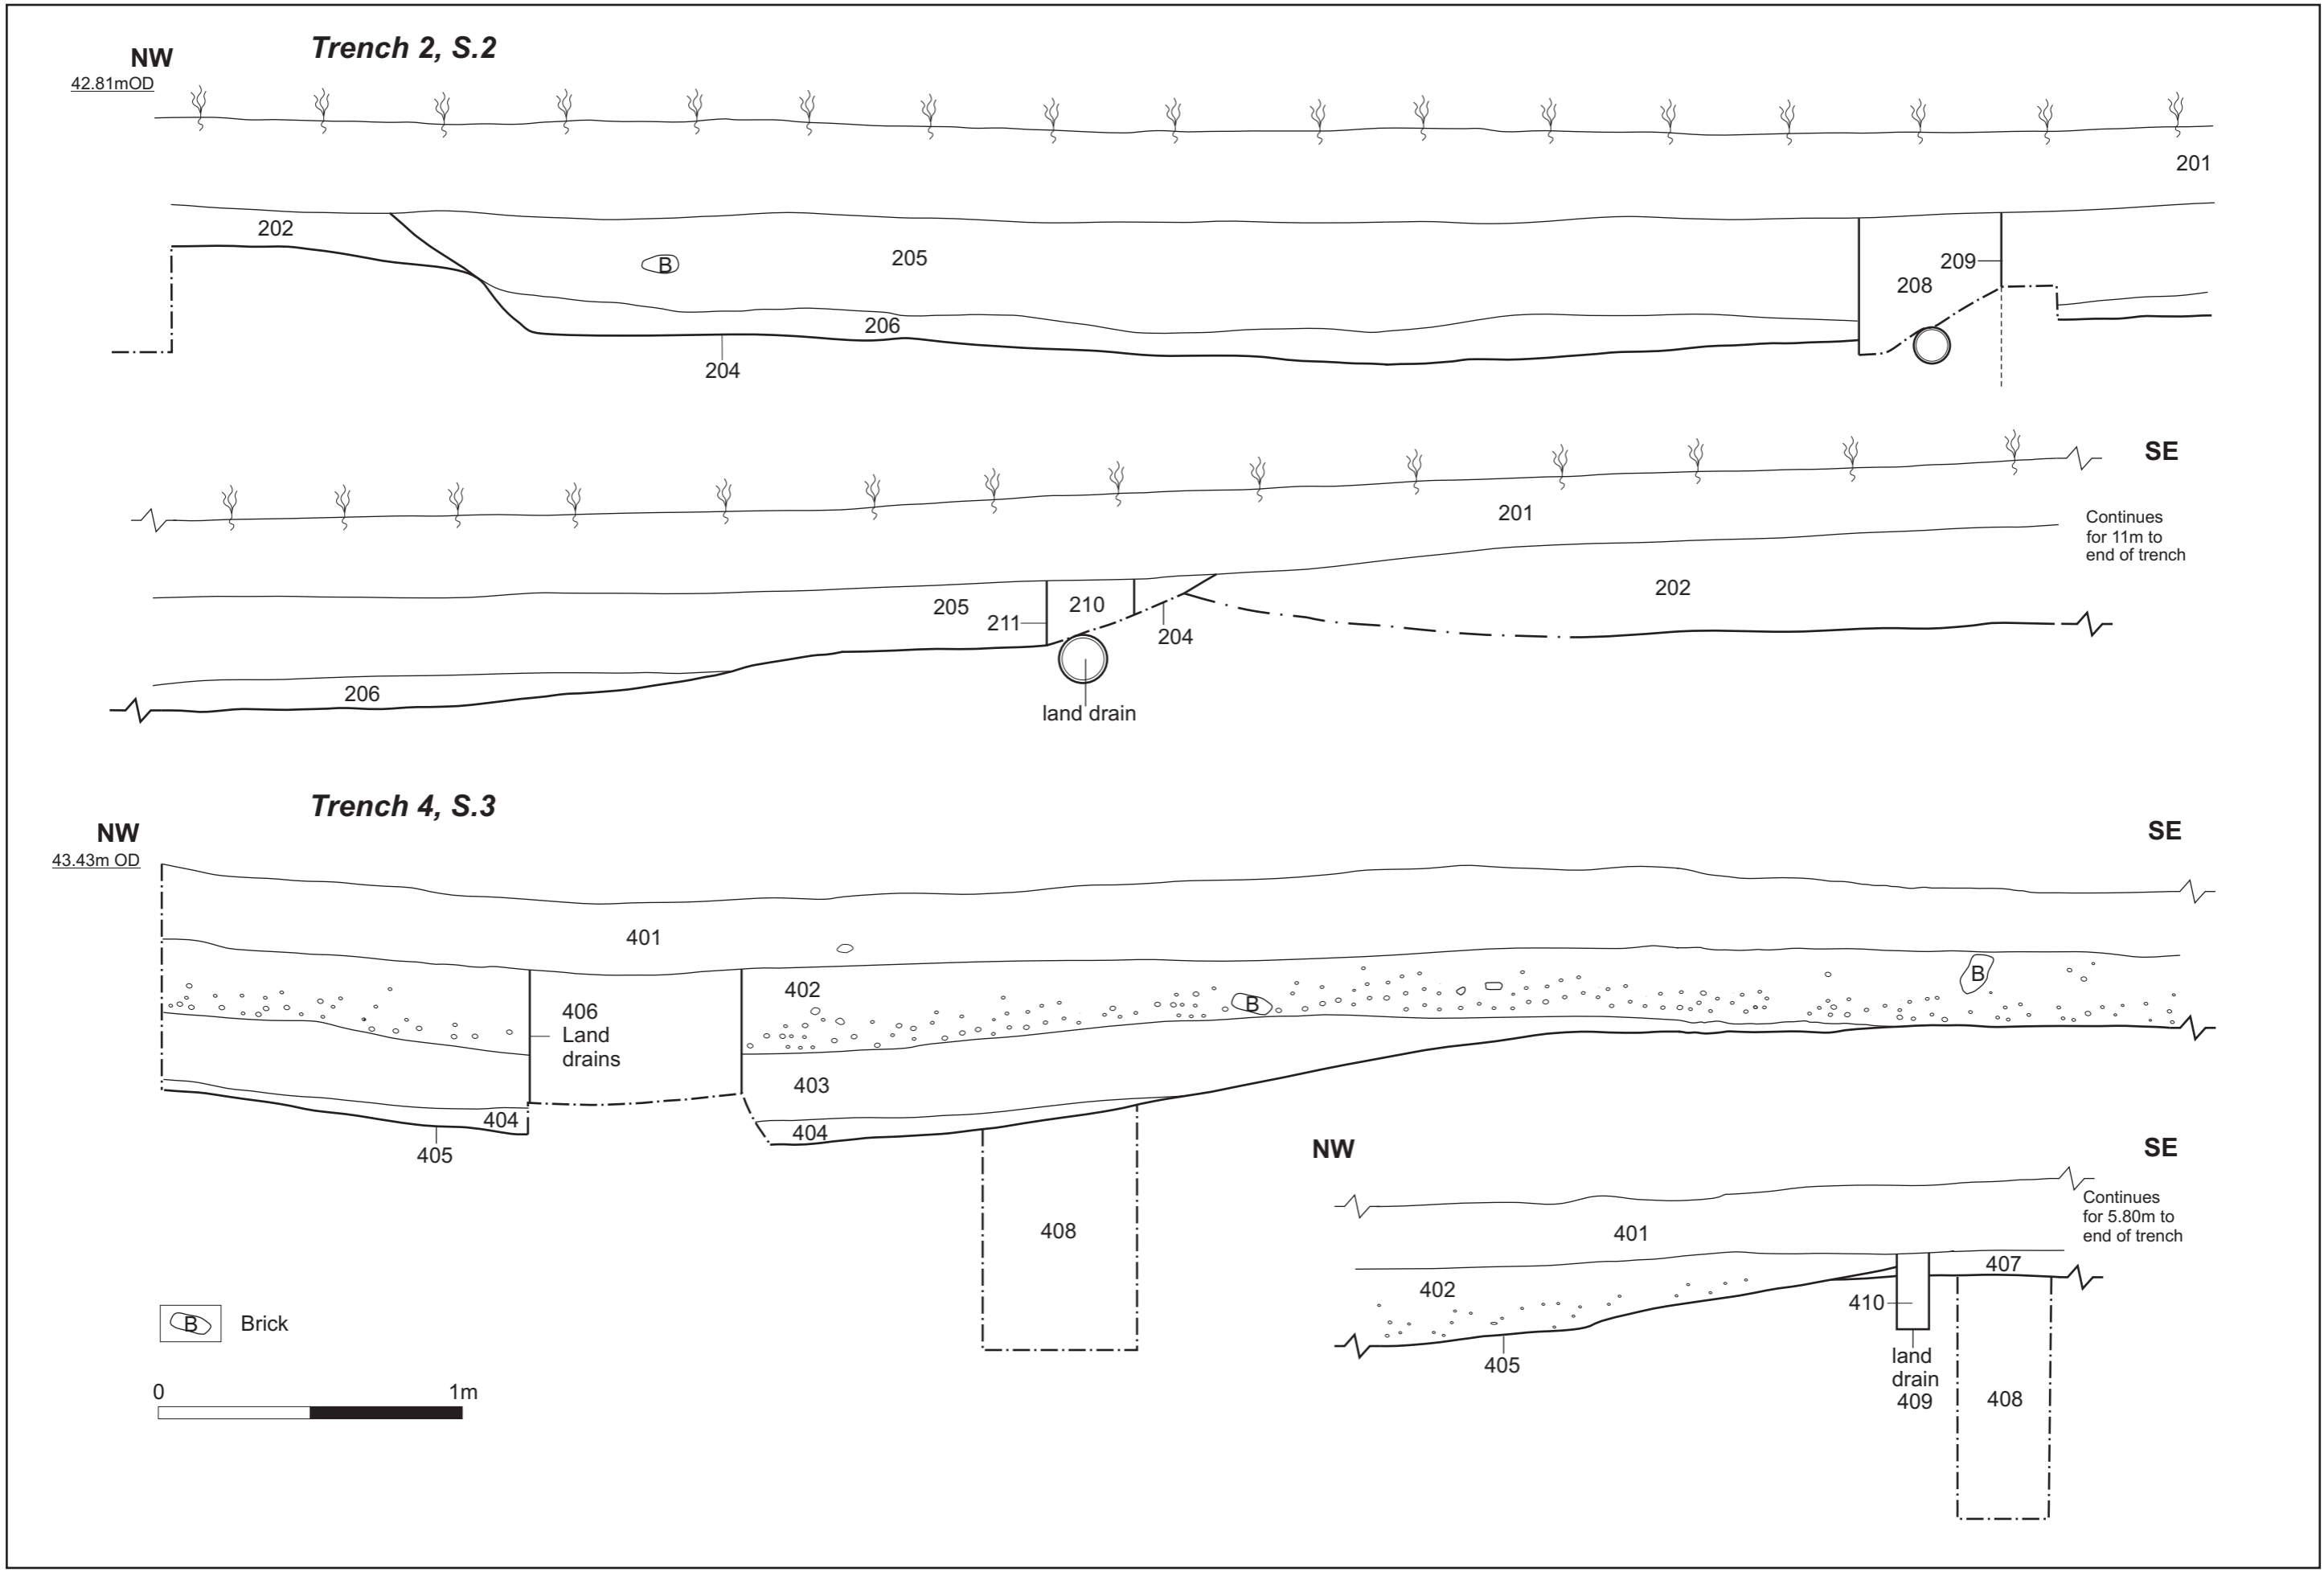 Trench 2, S.2
NW
42.81mOD
201
202
205
B
209
208
206
204
SE
201
Continues
for 11m to
end of trench
202
205
210
211
204
206
land drain
Trench 4, S.3
NW
SE
43.43m OD
401
402
B
B
406
Land
drains
403
404
404
405
408
NW
SE
Continues
for 5.80m to
end of trench
401
407
402
410
405
land
drain
409
408
B
Brick
0 1m